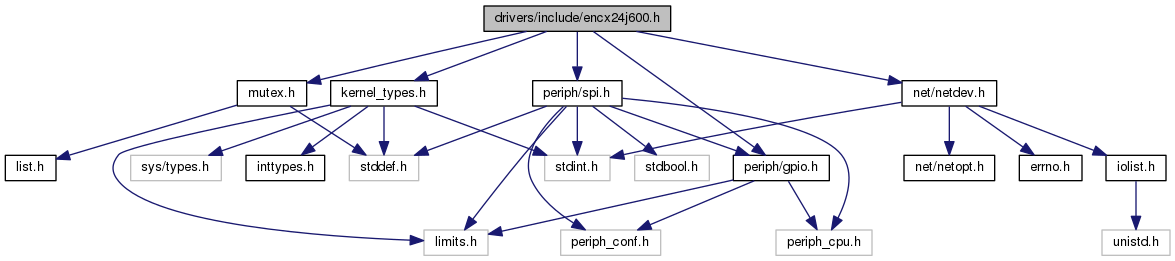 drivers/include/encx24j600.h
mutex.h
kernel_types.h
periph/spi.h
net/netdev.h
list.h
sys/types.h
inttypes.h
stddef.h
stdint.h
stdbool.h
periph/gpio.h
net/netopt.h
errno.h
iolist.h
limits.h
periph_conf.h
periph_cpu.h
unistd.h